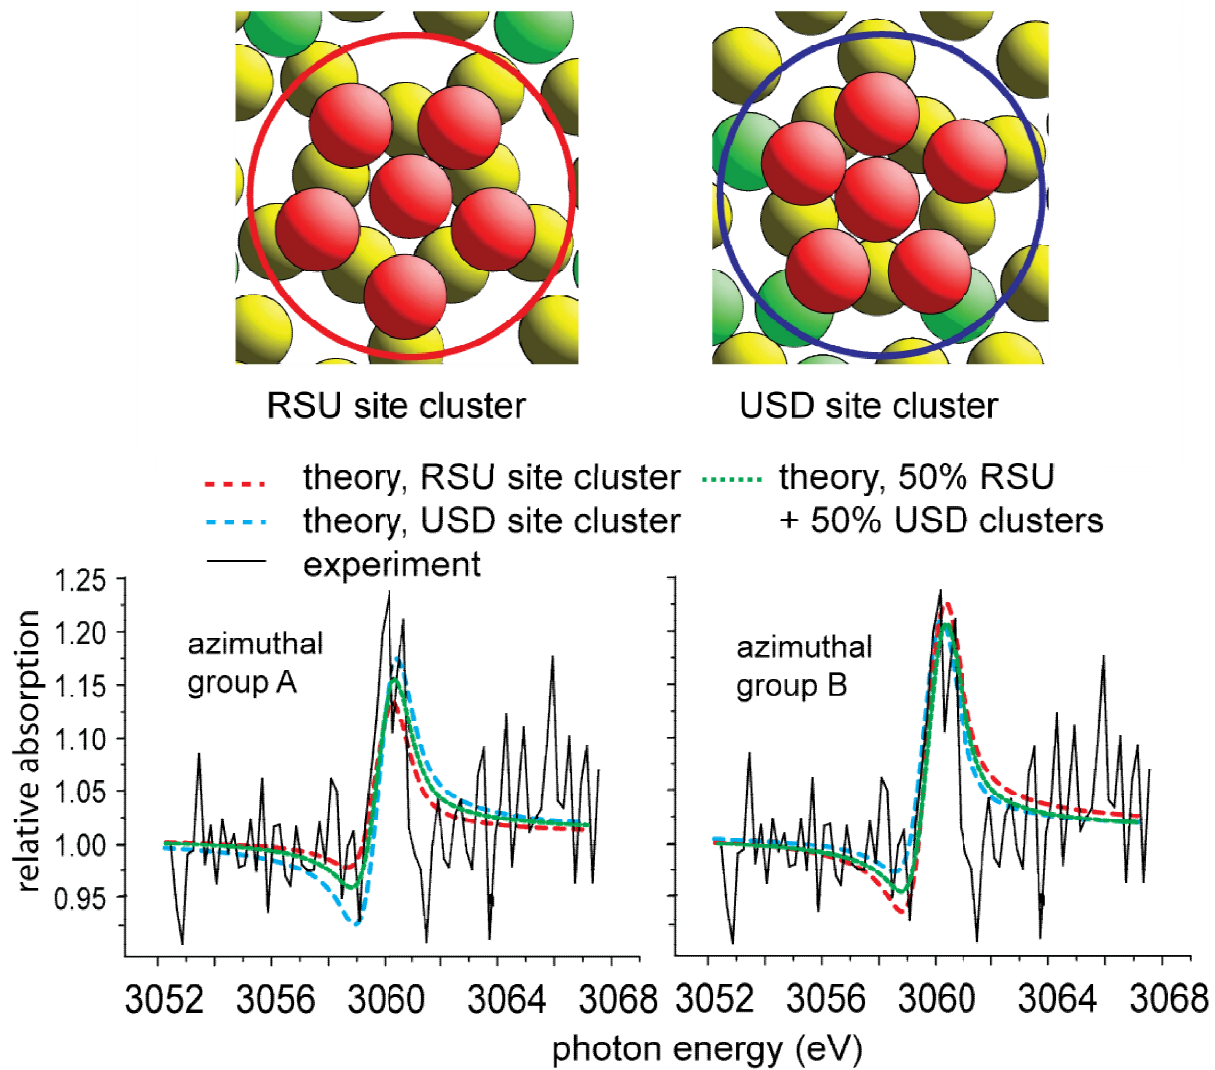 RSU site cluster
USD site cluster
theory, RSU site cluster
theory, 50% RSU
theory, USD site cluster
+ 50% USD clusters
experiment
relative absorption
1.25
1.20
1.15
1.10
1.05
1.00
0.95
azimuthal
group A
azimuthal
group B
3052 3056 3060 3064 3068
3052 3056 3060 3064 3068
photon energy (eV)